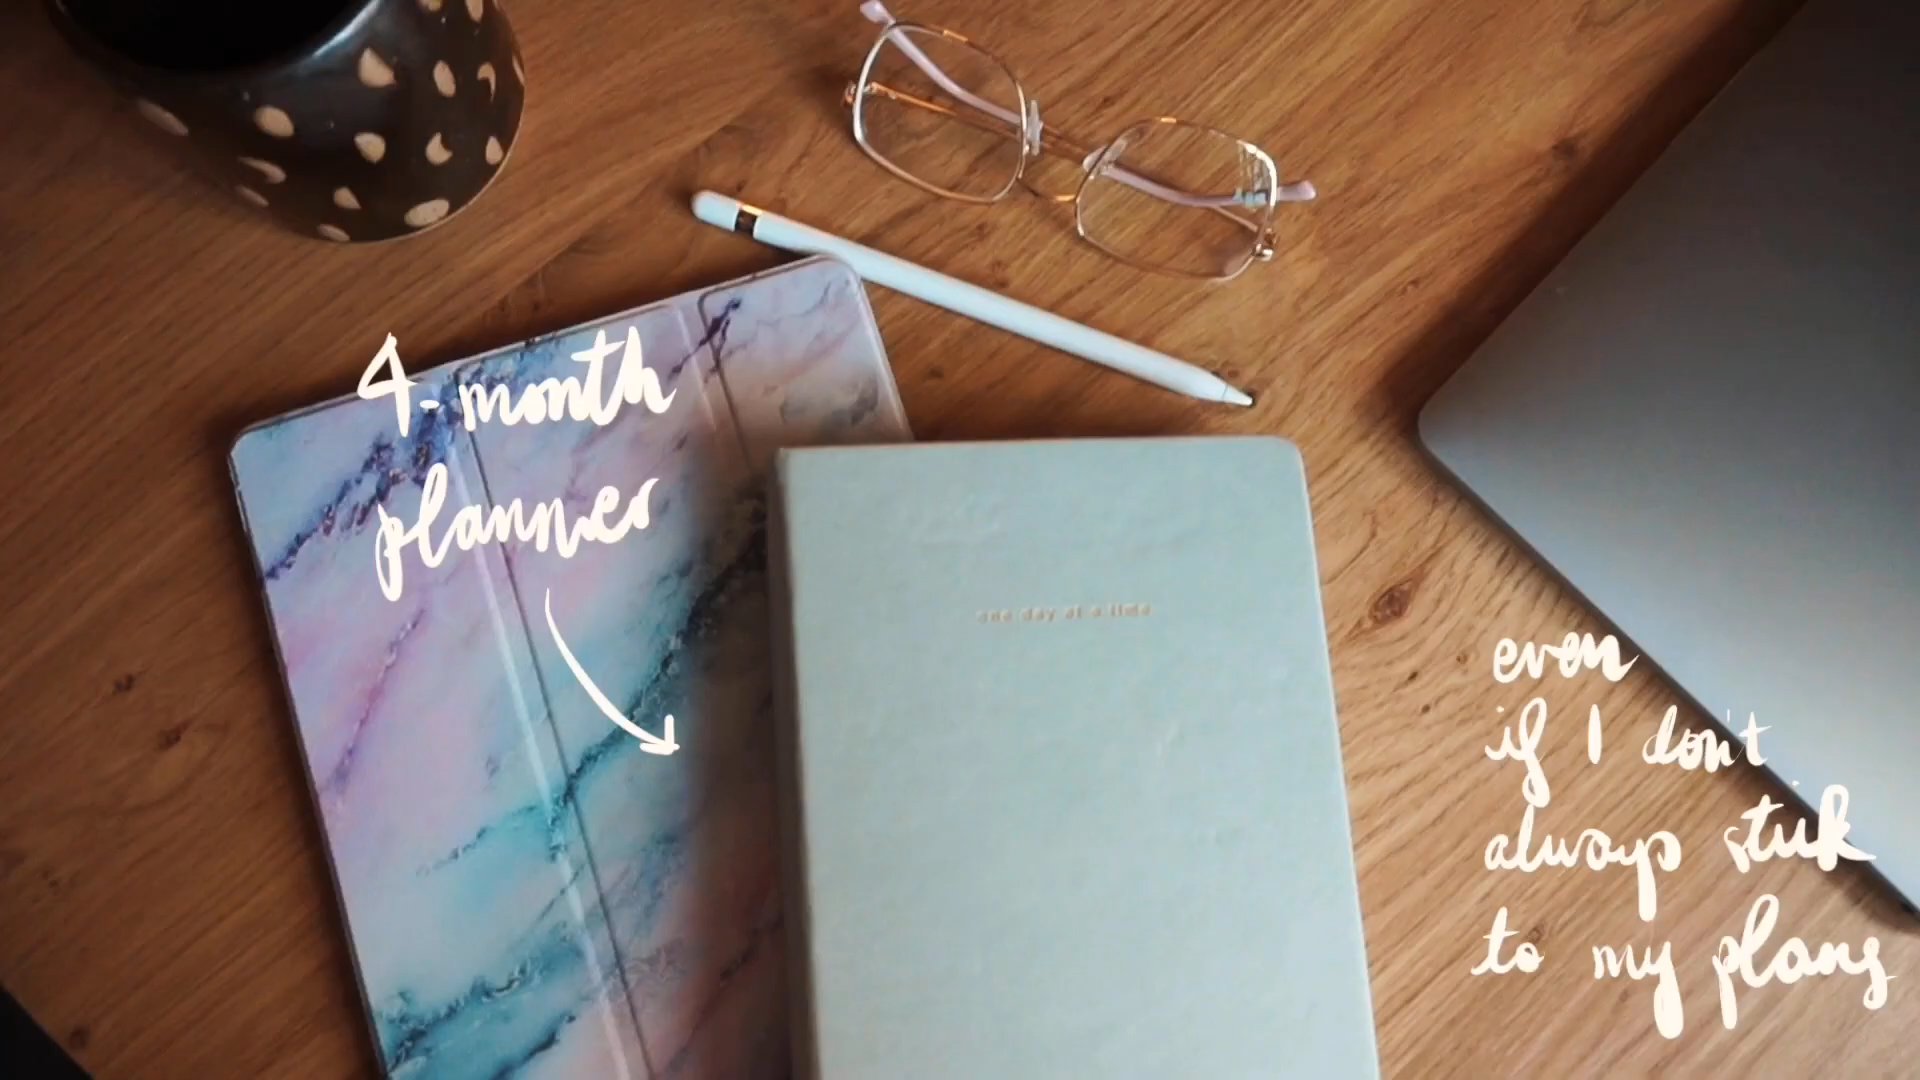 4-month
planner
one day at a time
even
if I don't
always stick
to my plans